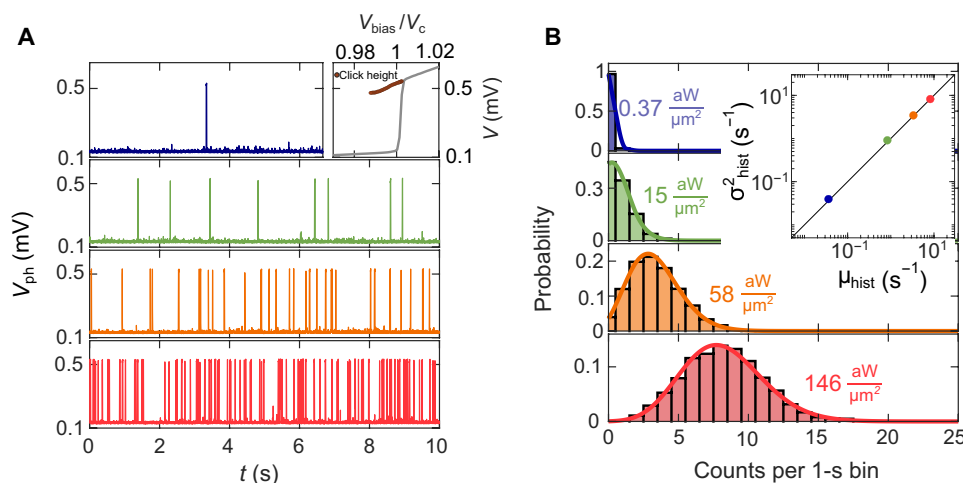 A
V_bias/V_c
0.98 1 1.02
Click height
0.5
0.1
0.5
0.1
V (mV)
0.5
0.1
0.5
0.1
0.5
0.1
V_ph (mV)
0 2 4 6 8 10
t (s)
B
1
0.5
0
0.37 aW/μm²
0.3
0
15 aW/μm²
0.2
0.1
0
58 aW/μm²
0.1
0
146 aW/μm²
Probability
0 5 10 15 20 25
Counts per 1-s bin
10¹
10⁻¹
σ²_hist (s⁻¹)
10⁻¹ 10¹
μ_hist (s⁻¹)